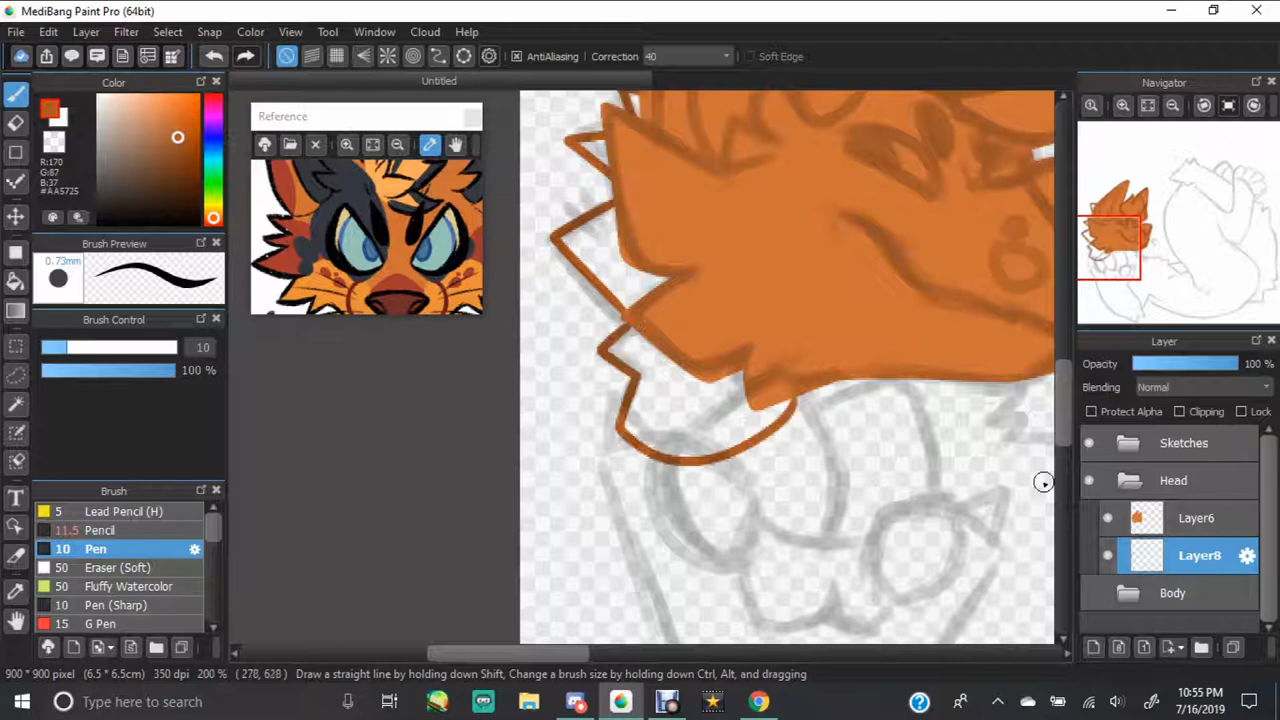 MediBang Paint Pro (64bit)
File Edit Layer Filter Select Snap Color View Tool Window Cloud Help
AntiAliasing Correction 40 Soft Edge
Color
Untitled
Navigator
Reference
R:170
G:87
B:37
#AA5725
Brush Preview
0.73mm
Brush Control
10
100 %
Layer
Opacity 100 %
Blending Normal
Protect Alpha Clipping Lock
Sketches
Head
Layer6
Layer8
Body
Brush
5 Lead Pencil (H)
11.5 Pencil
10 Pen
50 Eraser (Soft)
50 Fluffy Watercolor
10 Pen (Sharp)
15 G Pen
900 * 900 pixel (6.5 * 6.5cm) 350 dpi 200 % ( 278, 628 ) Draw a straight line by holding down Shift, Change a brush size by holding down Ctrl, Alt, and dragging
Type here to search
10:55 PM
7/16/2019